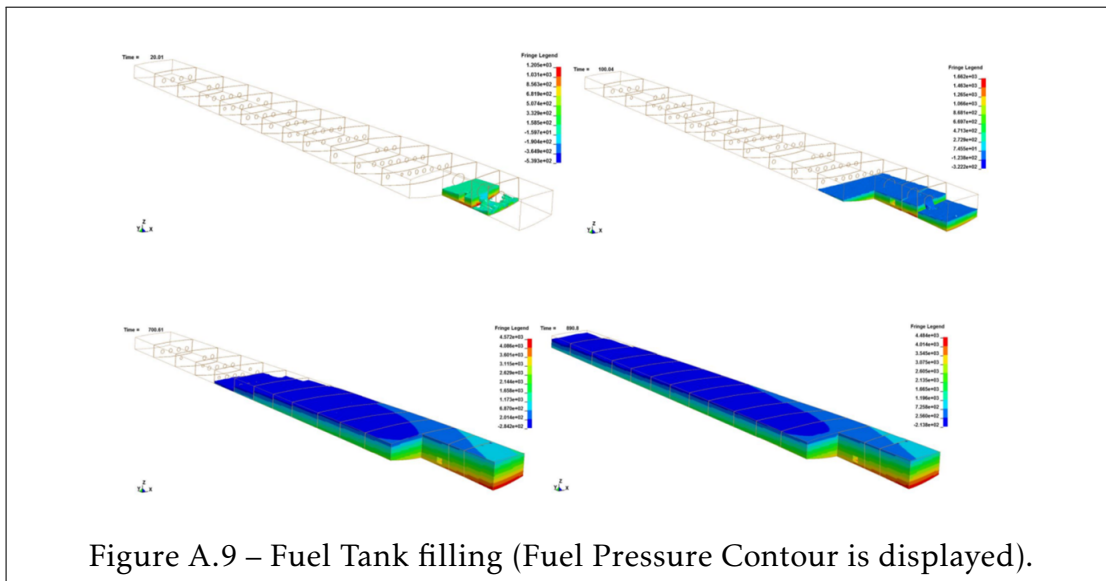 Time = 20.01
Fringe Legend
1.205e+03
1.031e+03
8.563e+02
6.819e+02
5.074e+02
3.329e+02
1.585e+02
-1.597e+01
-1.904e+02
-3.649e+02
-5.393e+02
Z
Y X
Time = 100.04
Fringe Legend
1.662e+03
1.463e+03
1.265e+03
1.066e+03
8.681e+02
6.697e+02
4.713e+02
2.729e+02
7.455e+01
-1.238e+02
-3.222e+02
Z
Y X
Time = 700.61
Fringe Legend
4.572e+03
4.086e+03
3.601e+03
3.115e+03
2.629e+03
2.144e+03
1.658e+03
1.173e+03
6.870e+02
2.014e+02
-2.842e+02
Z
Y X
Time = 890.8
Fringe Legend
4.484e+03
4.014e+03
3.545e+03
3.075e+03
2.605e+03
2.135e+03
1.665e+03
1.196e+03
7.258e+02
2.560e+02
-2.138e+02
Z
Y X
Figure A.9 – Fuel Tank filling (Fuel Pressure Contour is displayed).